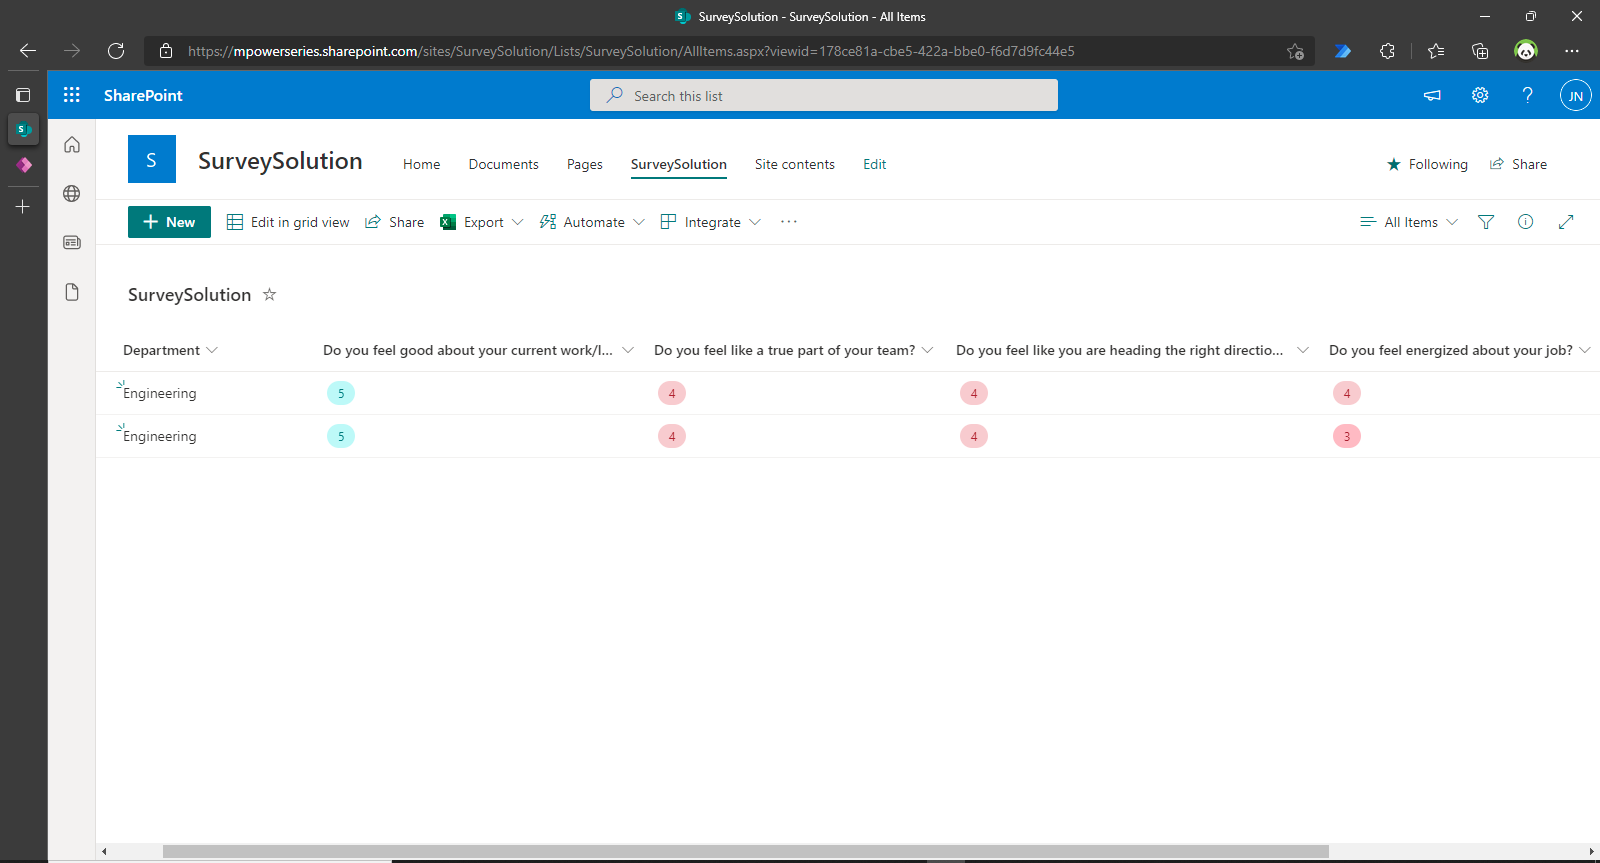 SurveySolution - SurveySolution - All Items
https://mpowerseries.sharepoint.com/sites/SurveySolution/Lists/SurveySolution/AllItems.aspx?viewid=178ce81a-cbe5-422a-bbe0-f6d7d9fc44e5
SharePoint Search this list ? JN
S SurveySolution Home Documents Pages SurveySolution Site contents Edit Following Share
New Edit in grid view Share Export Automate Integrate ··· All Items
SurveySolution
Department Do you feel good about your current work/l... Do you feel like a true part of your team? Do you feel like you are heading the right directio... Do you feel energized about your job?
Engineering 5 4 4 4
Engineering 5 4 4 3